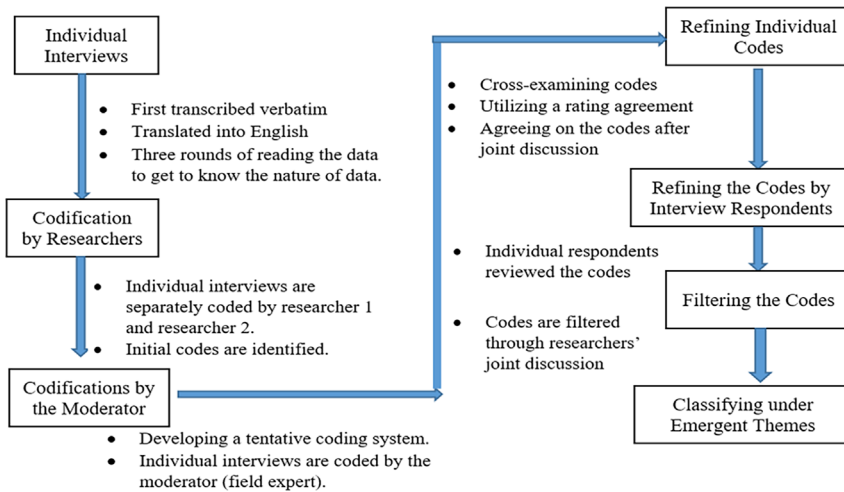 Individual
Interviews
• First transcribed verbatim
• Translated into English
• Three rounds of reading the data
to get to know the nature of data.
Codification
by Researchers
• Individual interviews are
separately coded by researcher 1
and researcher 2.
• Initial codes are identified.
Codifications by
the Moderator
• Developing a tentative coding system.
• Individual interviews are coded by the
moderator (field expert).
Refining Individual
Codes
• Cross-examining codes
• Utilizing a rating agreement
• Agreeing on the codes after
joint discussion
Refining the Codes by
Interview Respondents
• Individual respondents
reviewed the codes
Filtering the Codes
• Codes are filtered
through researchers’
joint discussion
Classifying under
Emergent Themes